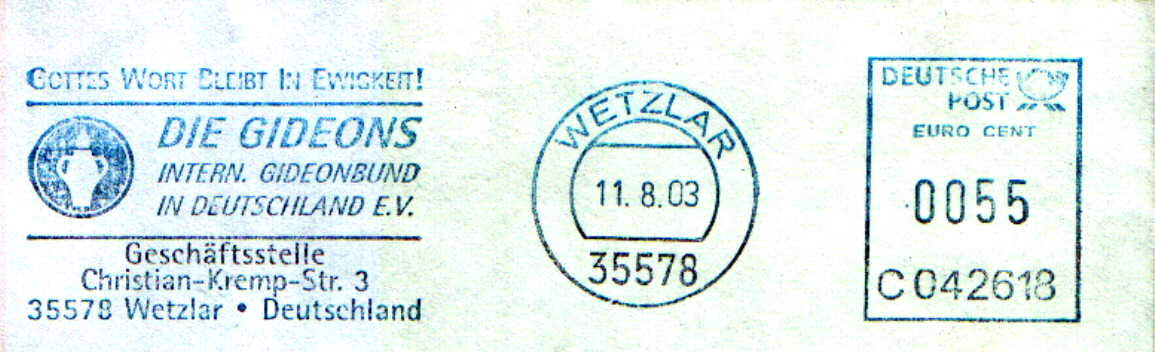 GOTTES WORT BLEIBT IN EWIGKEIT!
DIE GIDEONS
INTERN. GIDEONBUND
IN DEUTSCHLAND E.V.
Geschäftsstelle
Christian-Kremp-Str. 3
35578 Wetzlar • Deutschland
WETZLAR
11.8.03
35578
DEUTSCHE
POST
EURO CENT
0055
C042618